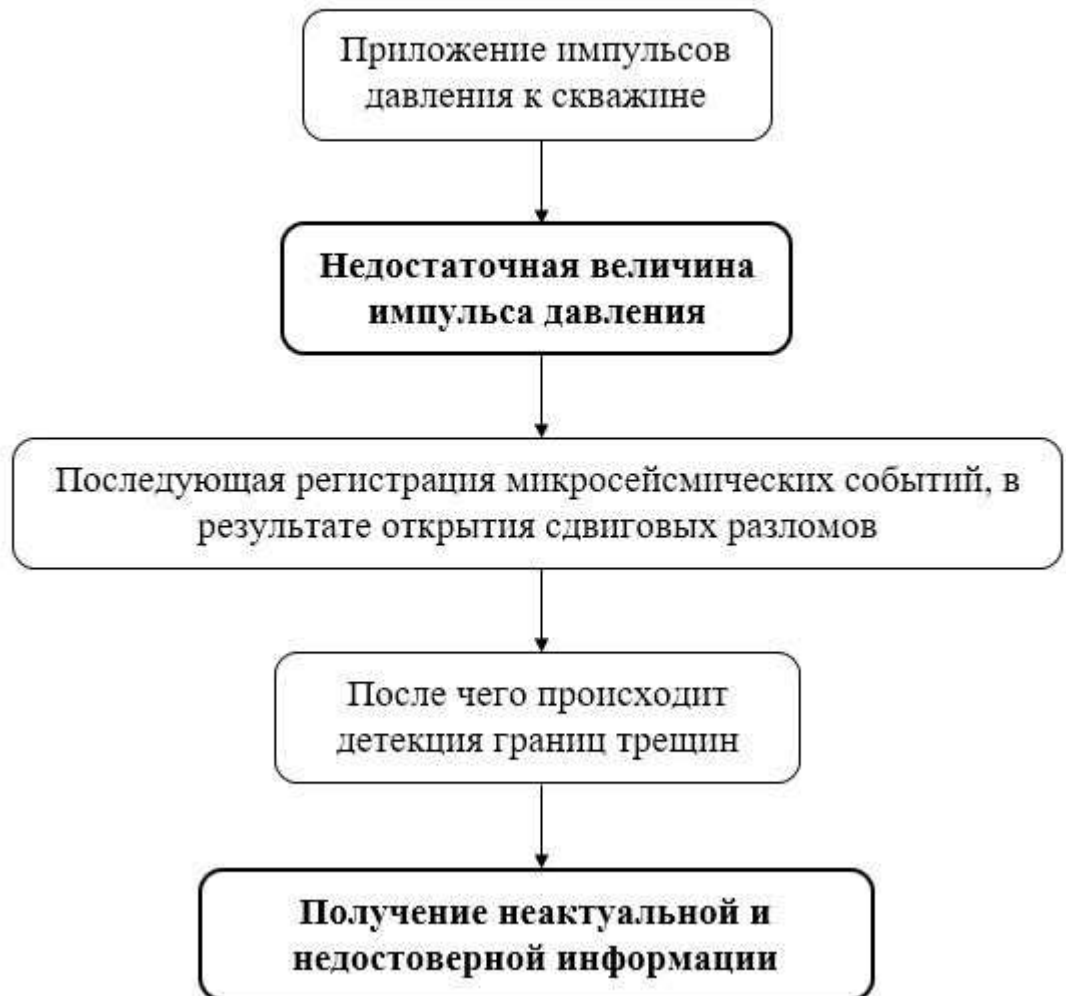 Приложение импульсов
давления к скважине
Недостаточная величина
импульса давления
Последующая регистрация микросейсмических событий, в
результате открытия сдвиговых разломов
После чего происходит
детекция границ трещин
Получение неактуальной и
недостоверной информации